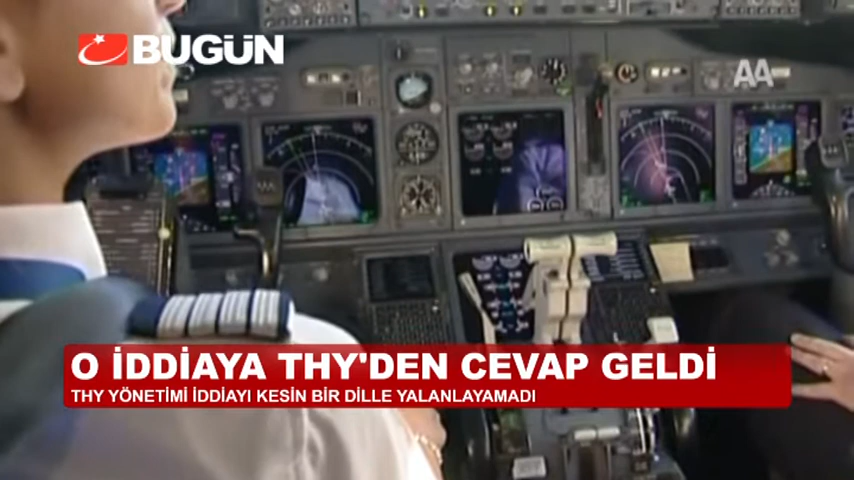 BUGÜN
AA
O İDDİAYA THY'DEN CEVAP GELDİ
THY YÖNETİMİ İDDİAYI KESİN BİR DİLLE YALANLAYAMADI